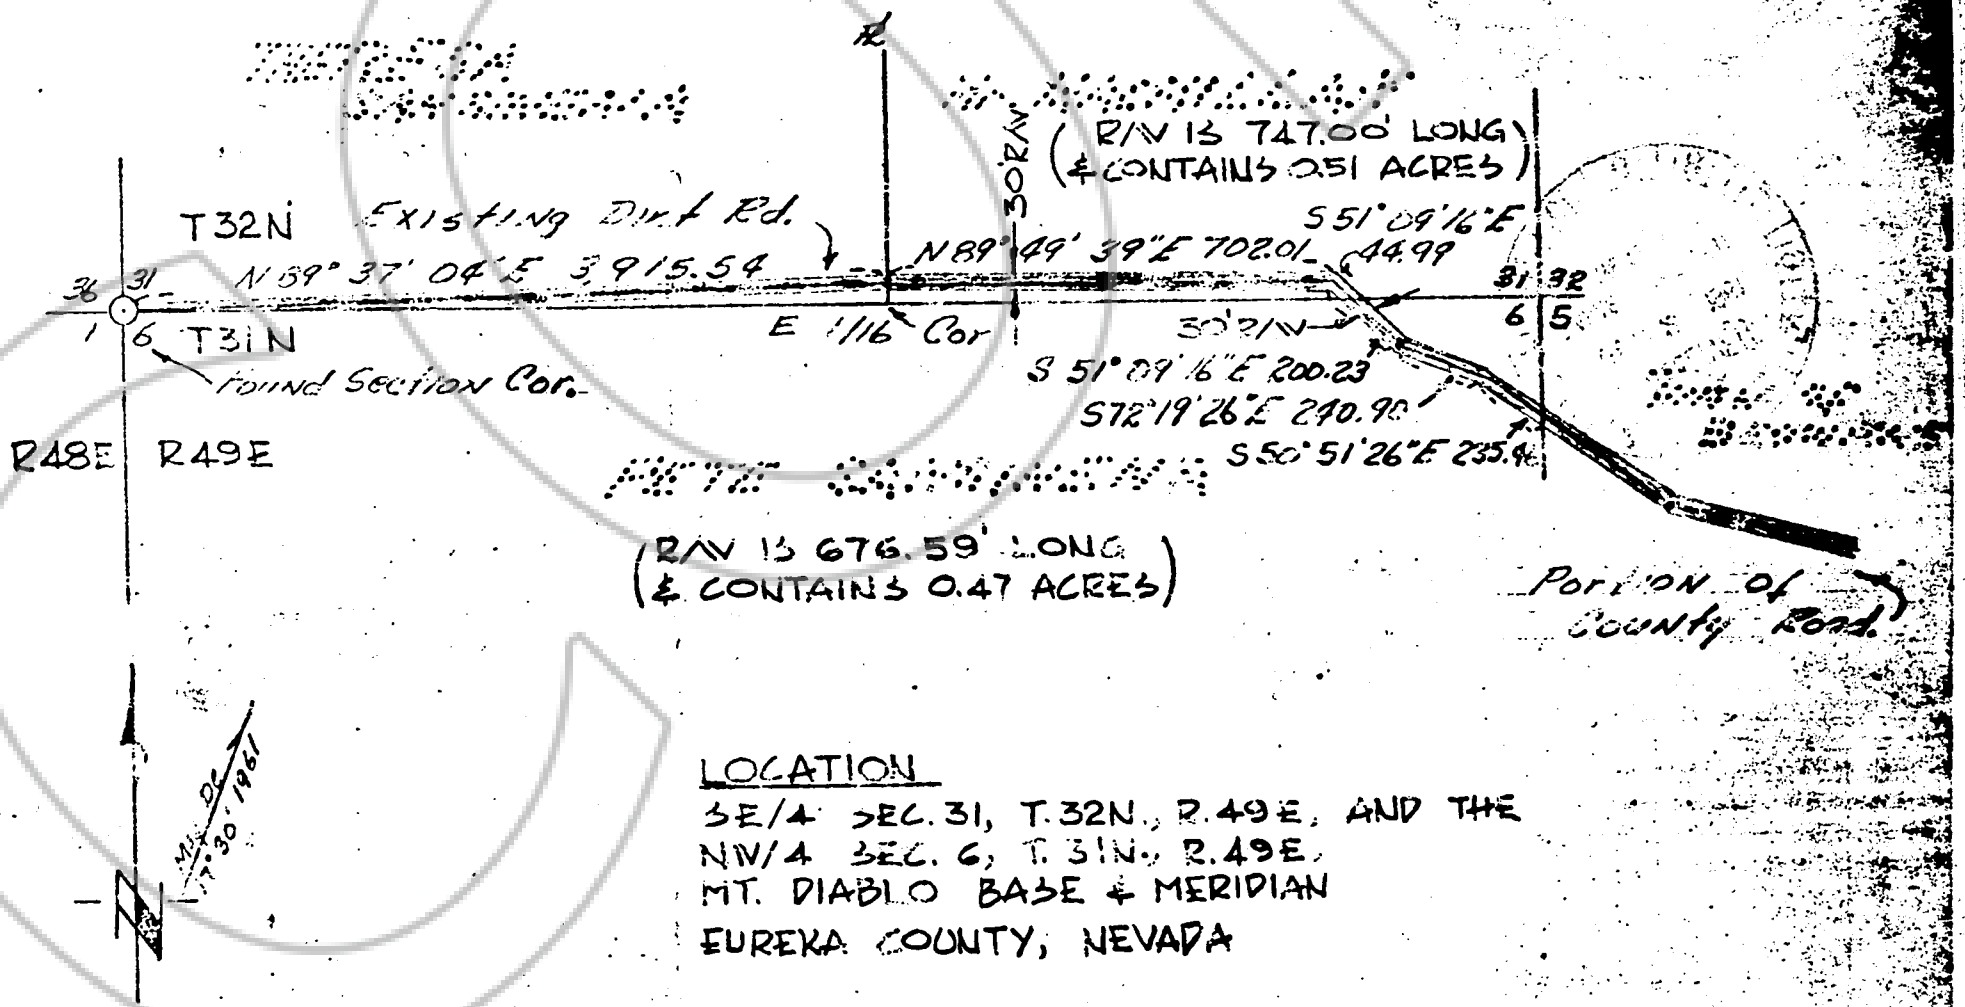 30'R/W
(R/W IS 747.00' LONG
& CONTAINS 0.51 ACRES)
T32N
Existing Dirt Rd.
S 51° 09' 16" E
44.99
N 89° 49' 39" E 702.01
N 89° 37' 04" E 3,915.54
36 31
1 6
31 32
6 5
T31N
E 1/16 Cor
30'R/W
Found Section Cor.
S 51° 09' 16" E 200.23
S 72° 19' 26" E 240.90
S 50° 51' 26" E
R48E R49E
(R/W IS 676.59' LONG
& CONTAINS 0.47 ACRES)
Portion of
County Road
17° 30' 1961
LOCATION
SE/4 SEC. 31, T. 32N., R. 49E, AND THE
NW/4 SEC. 6, T. 31N., R. 49E,
MT. DIABLO BASE & MERIDIAN
EUREKA COUNTY, NEVADA